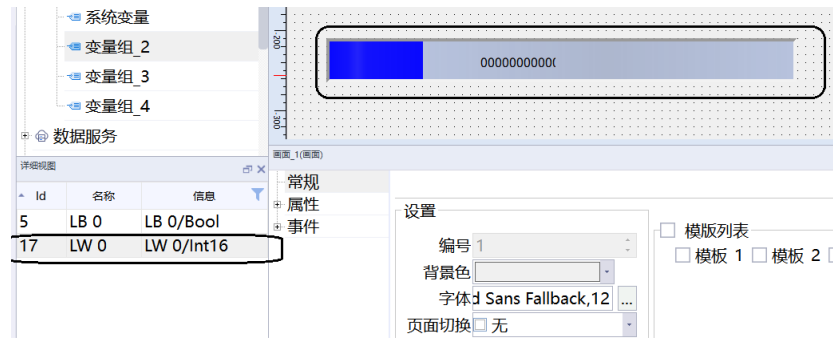 系统变量
变量组_2
变量组_3
变量组_4
数据服务
200
300
0000000000
画面_1(画面)
详细视图
Id 名称 信息
5 LB 0 LB 0/Bool
17 LW 0 LW 0/Int16
常规
属性
事件
设置
编号 1
背景色
字体 d Sans Fallback,12 ...
页面切换 无
模版列表
模板 1 模板 2